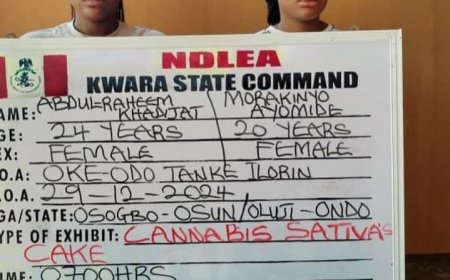 NDLEA
KWARA STATE COMMAND
AME: ABDUL-RAHEEM KHADIJAT MORAKINYO AYOMIDE
GE: 24 YEARS 20 YEARS
EX: FEMALE FEMALE
.O.A: OKE-ODO TANKE ILORIN
.O.A. 29-12-2024
GA/STATE: OSOGBO-OSUN/OLUJI-ONDO
YPE OF EXHIBIT: CANNABIS SATIVA'S
CAKE
IME: 0700HRS